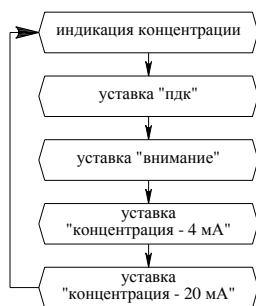 индикация концентрации
уставка "пдк"
уставка "внимание"
уставка
"концентрация - 4 мА"
уставка
"концентрация - 20 мА"